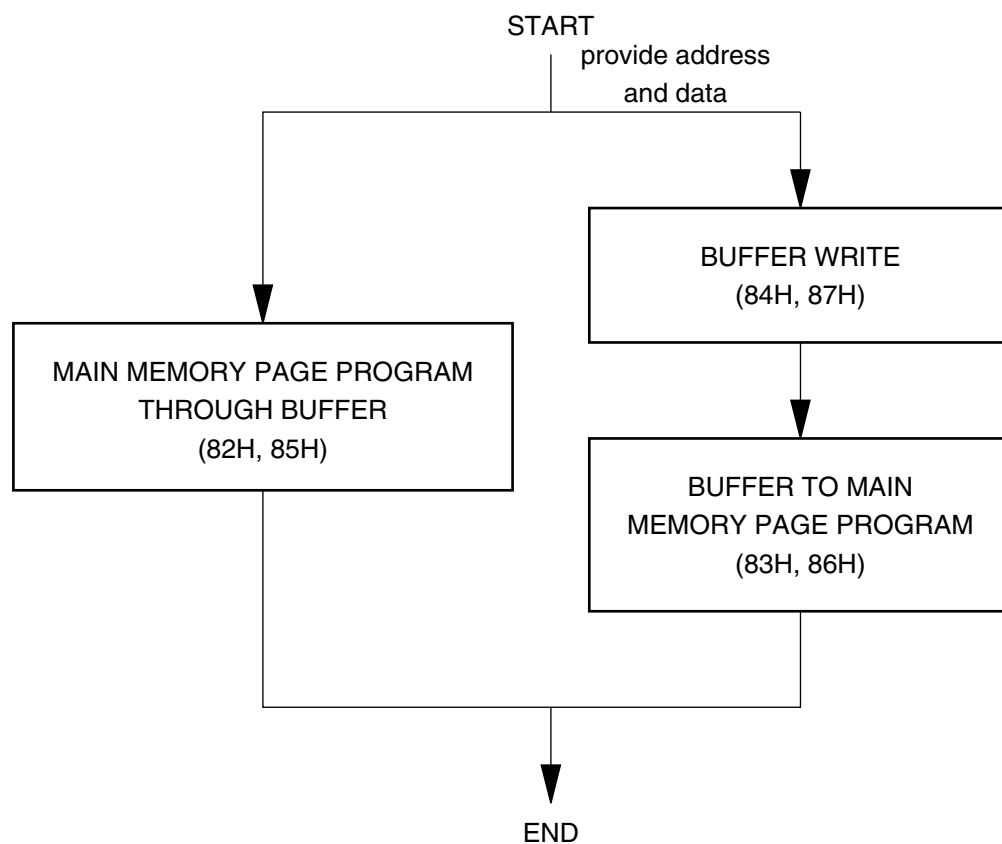 START
provide address
and data
BUFFER WRITE
(84H, 87H)
MAIN MEMORY PAGE PROGRAM
THROUGH BUFFER
(82H, 85H)
BUFFER TO MAIN
MEMORY PAGE PROGRAM
(83H, 86H)
END